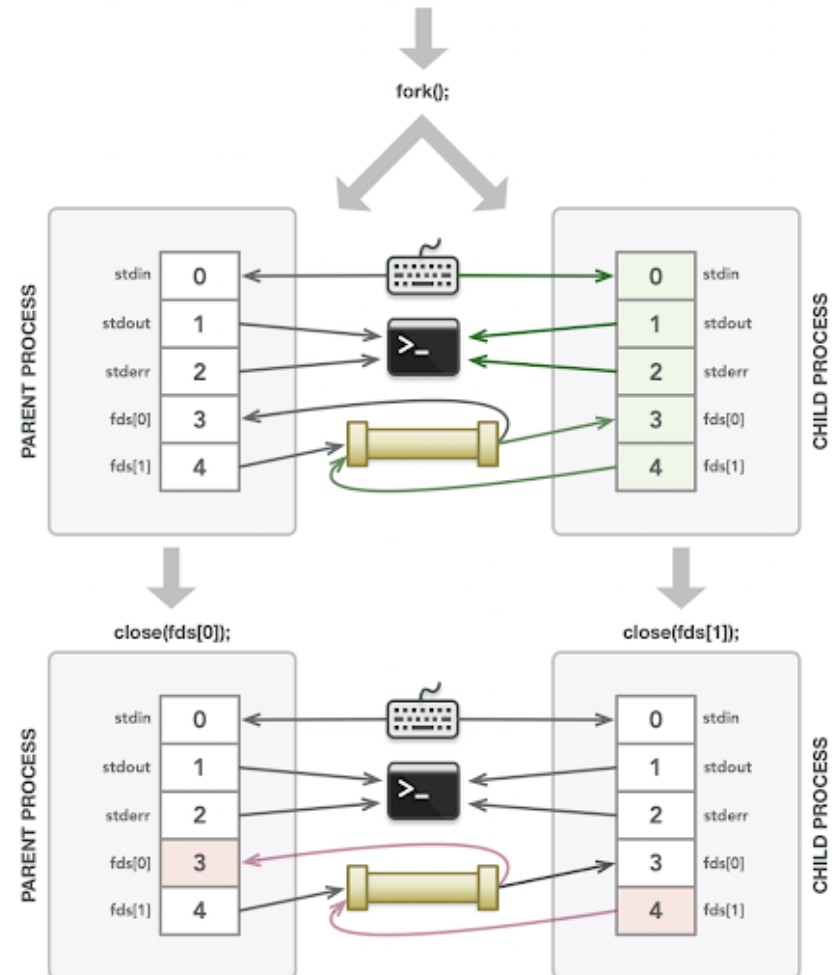 fork();
PARENT PROCESS
stdin 0
stdout 1
stderr 2
fds[0] 3
fds[1] 4
>_
0 stdin
1 stdout
2 stderr
3 fds[0]
4 fds[1]
CHILD PROCESS
close(fds[0]);
close(fds[1]);
PARENT PROCESS
stdin 0
stdout 1
stderr 2
fds[0] 3
fds[1] 4
>_
0 stdin
1 stdout
2 stderr
3 fds[0]
4 fds[1]
CHILD PROCESS